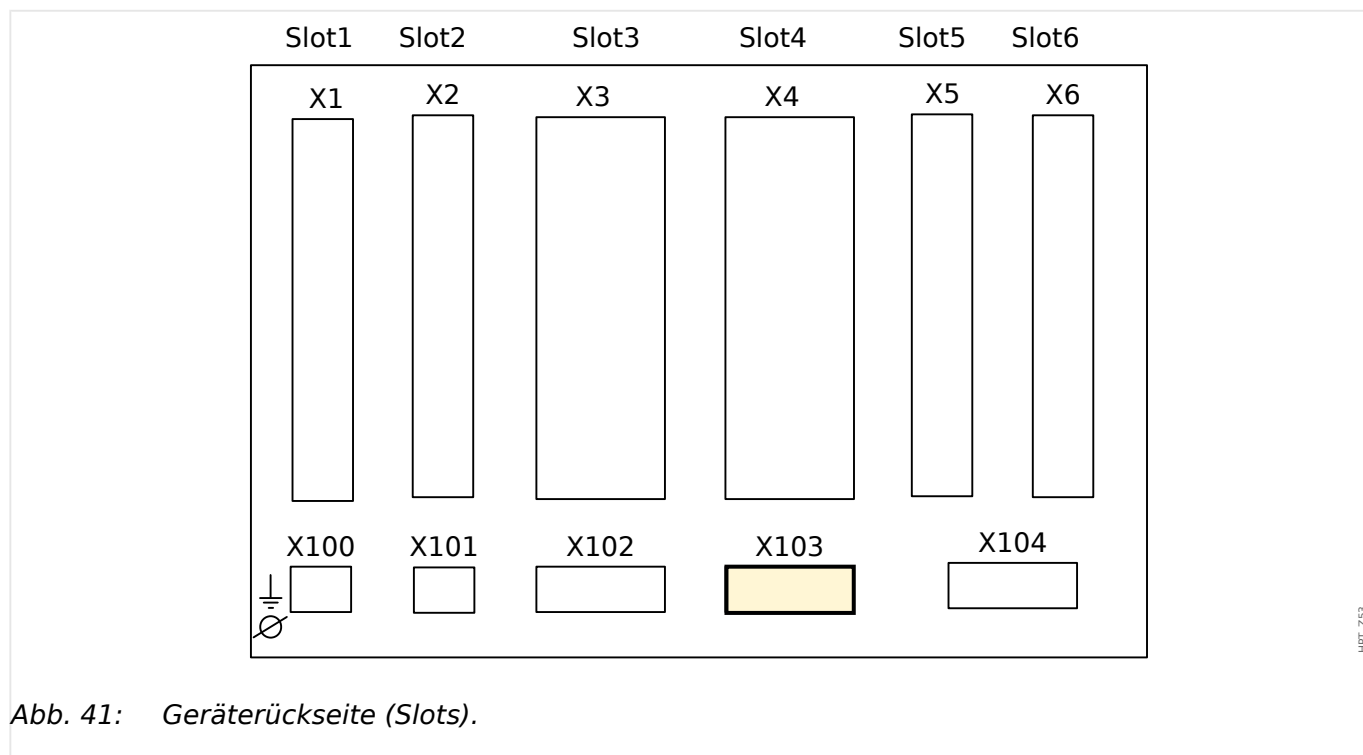 Slot1 Slot2 Slot3 Slot4 Slot5 Slot6
X1 X2 X3 X4 X5 X6
X100 X101 X102 X103 X104
Abb. 41: Geräterückseite (Slots).